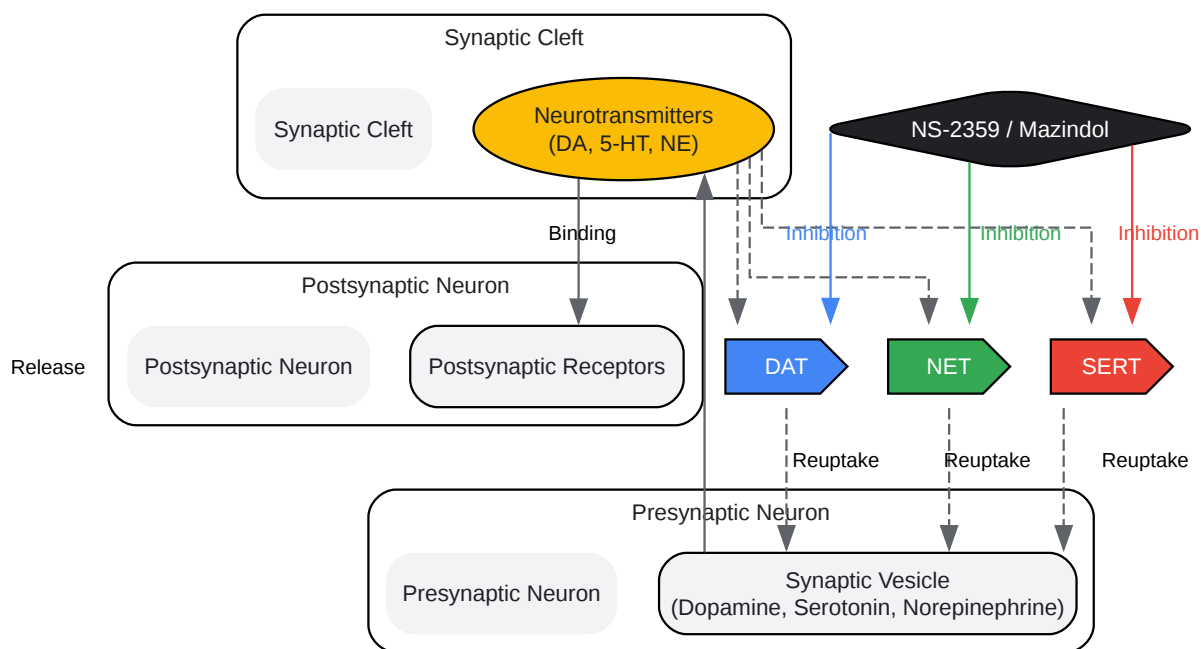 Synaptic Cleft
Synaptic Cleft
Neurotransmitters
(DA, 5-HT, NE)
NS-2359 / Mazindol
Binding
Inhibition
Inhibition
Inhibition
Postsynaptic Neuron
Release
Postsynaptic Neuron
Postsynaptic Receptors
DAT
NET
SERT
Reuptake
Reuptake
Reuptake
Presynaptic Neuron
Presynaptic Neuron
Synaptic Vesicle
(Dopamine, Serotonin, Norepinephrine)